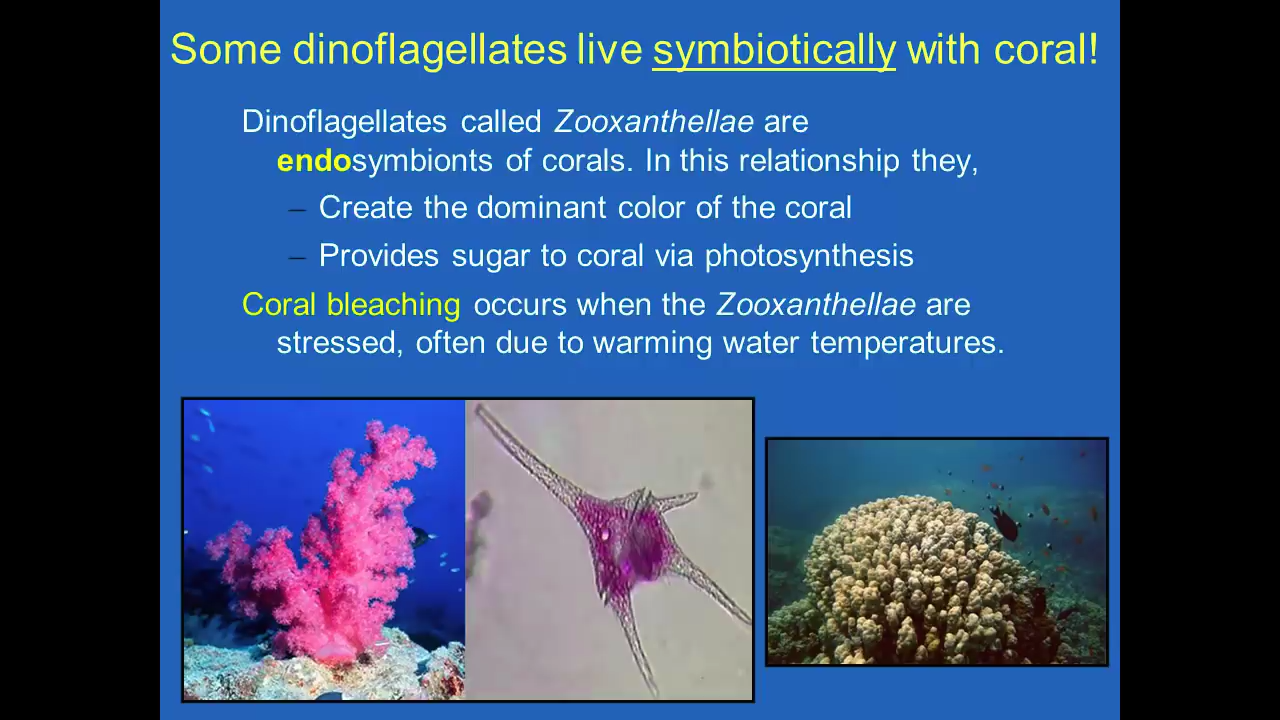 Some dinoflagellates live symbiotically with coral!
Dinoflagellates called Zooxanthellae are
endosymbionts of corals. In this relationship they,
– Create the dominant color of the coral
– Provides sugar to coral via photosynthesis
Coral bleaching occurs when the Zooxanthellae are
stressed, often due to warming water temperatures.